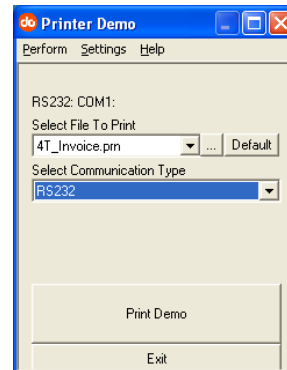 do Printer Demo
Perform Settings Help
RS232: COM1:
Select File To Print
4T_Invoice.prn ... Default
Select Communication Type
RS232
Print Demo
Exit